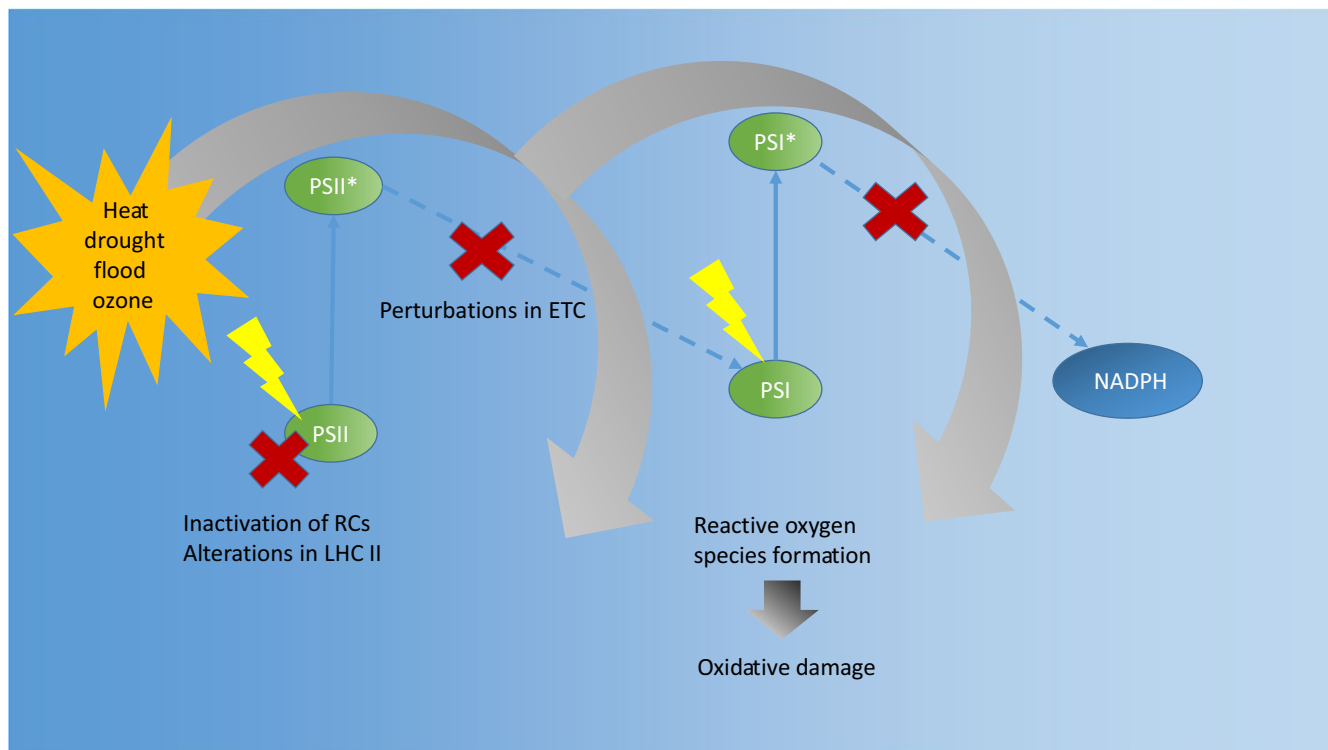 Heat
drought
flood
ozone
PSII*
PSII
Inactivation of RCs
Alterations in LHC II
Perturbations in ETC
PSI*
PSI
Reactive oxygen
species formation
Oxidative damage
NADPH